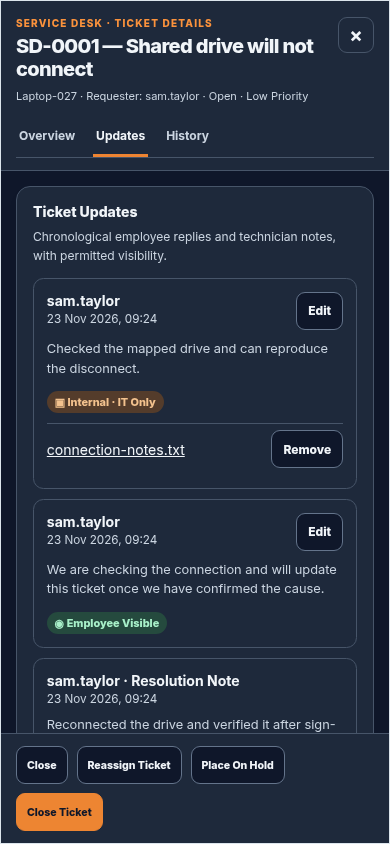 SERVICE DESK · TICKET DETAILS
SD-0001 — Shared drive will not
connect
×
Laptop-027 · Requester: sam.taylor · Open · Low Priority
Overview Updates History
Ticket Updates
Chronological employee replies and technician notes,
with permitted visibility.
sam.taylor
23 Nov 2026, 09:24
Edit
Checked the mapped drive and can reproduce
the disconnect.
▣ Internal · IT Only
connection-notes.txt
Remove
sam.taylor
23 Nov 2026, 09:24
Edit
We are checking the connection and will update
this ticket once we have confirmed the cause.
◉ Employee Visible
sam.taylor · Resolution Note
23 Nov 2026, 09:24
Reconnected the drive and verified it after sign-
Close Reassign Ticket Place On Hold
Close Ticket